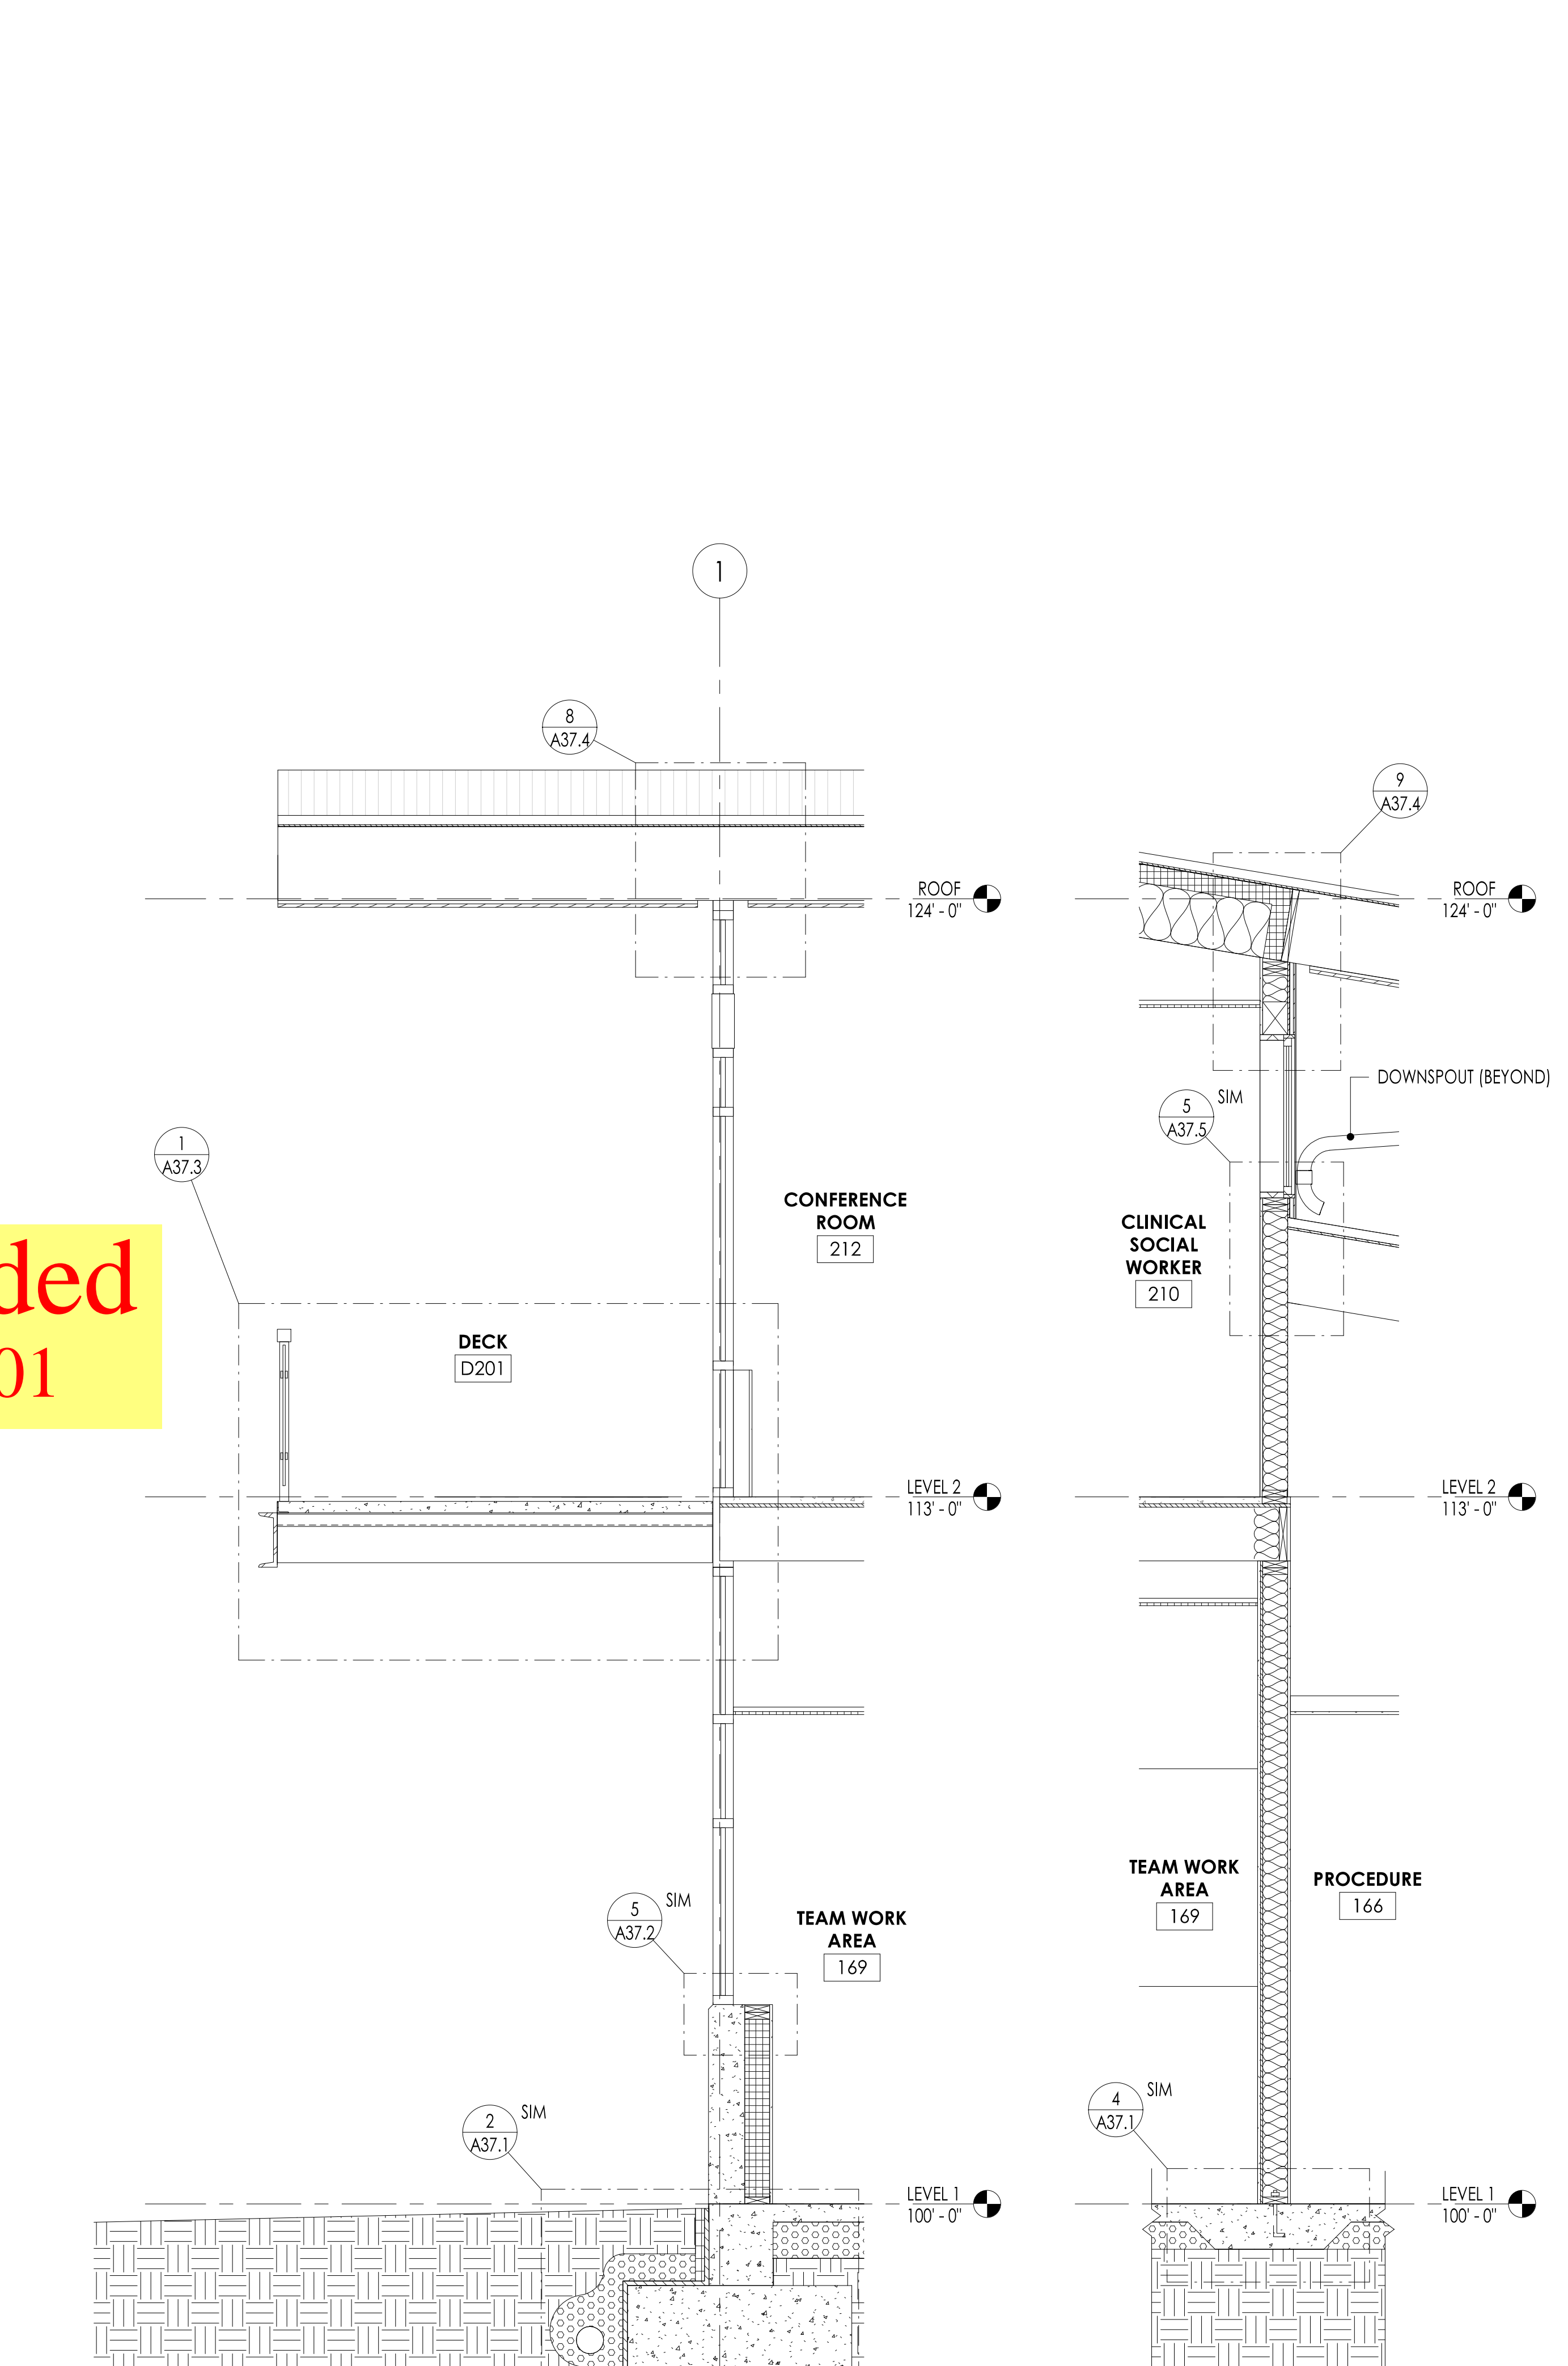 1
8
A37.4
9
A37.4
ROOF
124' - 0"
ROOF
124' - 0"
DOWNSPOUT (BEYOND)
5
A37.5
SIM
1
A37.3
CONFERENCE
ROOM
212
CLINICAL
SOCIAL
WORKER
210
ded
01
DECK
D201
LEVEL 2
113' - 0"
LEVEL 2
113' - 0"
TEAM WORK
AREA
169
PROCEDURE
166
5
A37.2
SIM
TEAM WORK
AREA
169
4
A37.1
SIM
2
A37.1
SIM
LEVEL 1
100' - 0"
LEVEL 1
100' - 0"